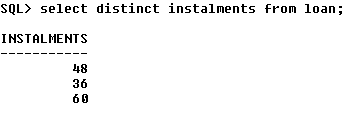 SQL> select distinct instalments from loan;
INSTALMENTS
-----------
48
36
60